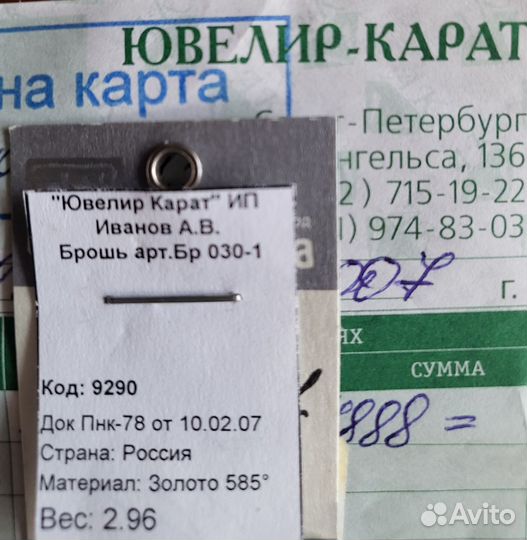 ЮВЕЛИР-КАРАТ
на карта
-Петербург
нгельса, 136
2) 715-19-22
1) 974-83-03
"Ювелир Карат" ИП
Иванов А.В.
Брошь арт.Бр 030-1
г.
СУММА
888=
Код: 9290
Док Пнк-78 от 10.02.07
Страна: Россия
Материал: Золото 585°
Вес: 2.96
Avito